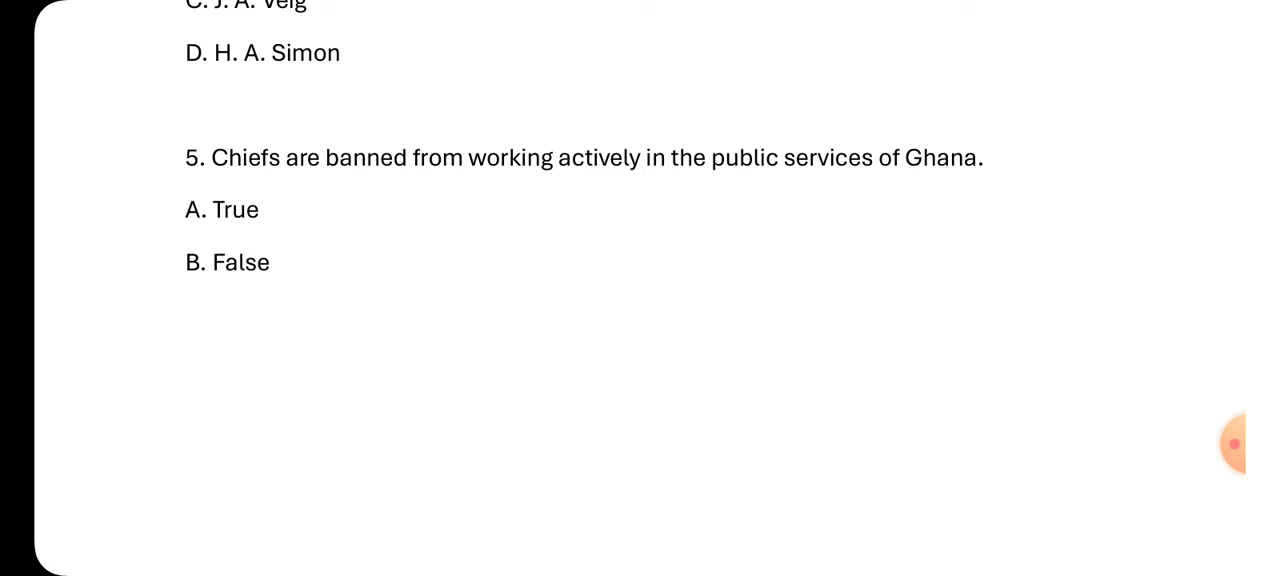 C. J. A. Veig
D. H. A. Simon
5. Chiefs are banned from working actively in the public services of Ghana.
A. True
B. False